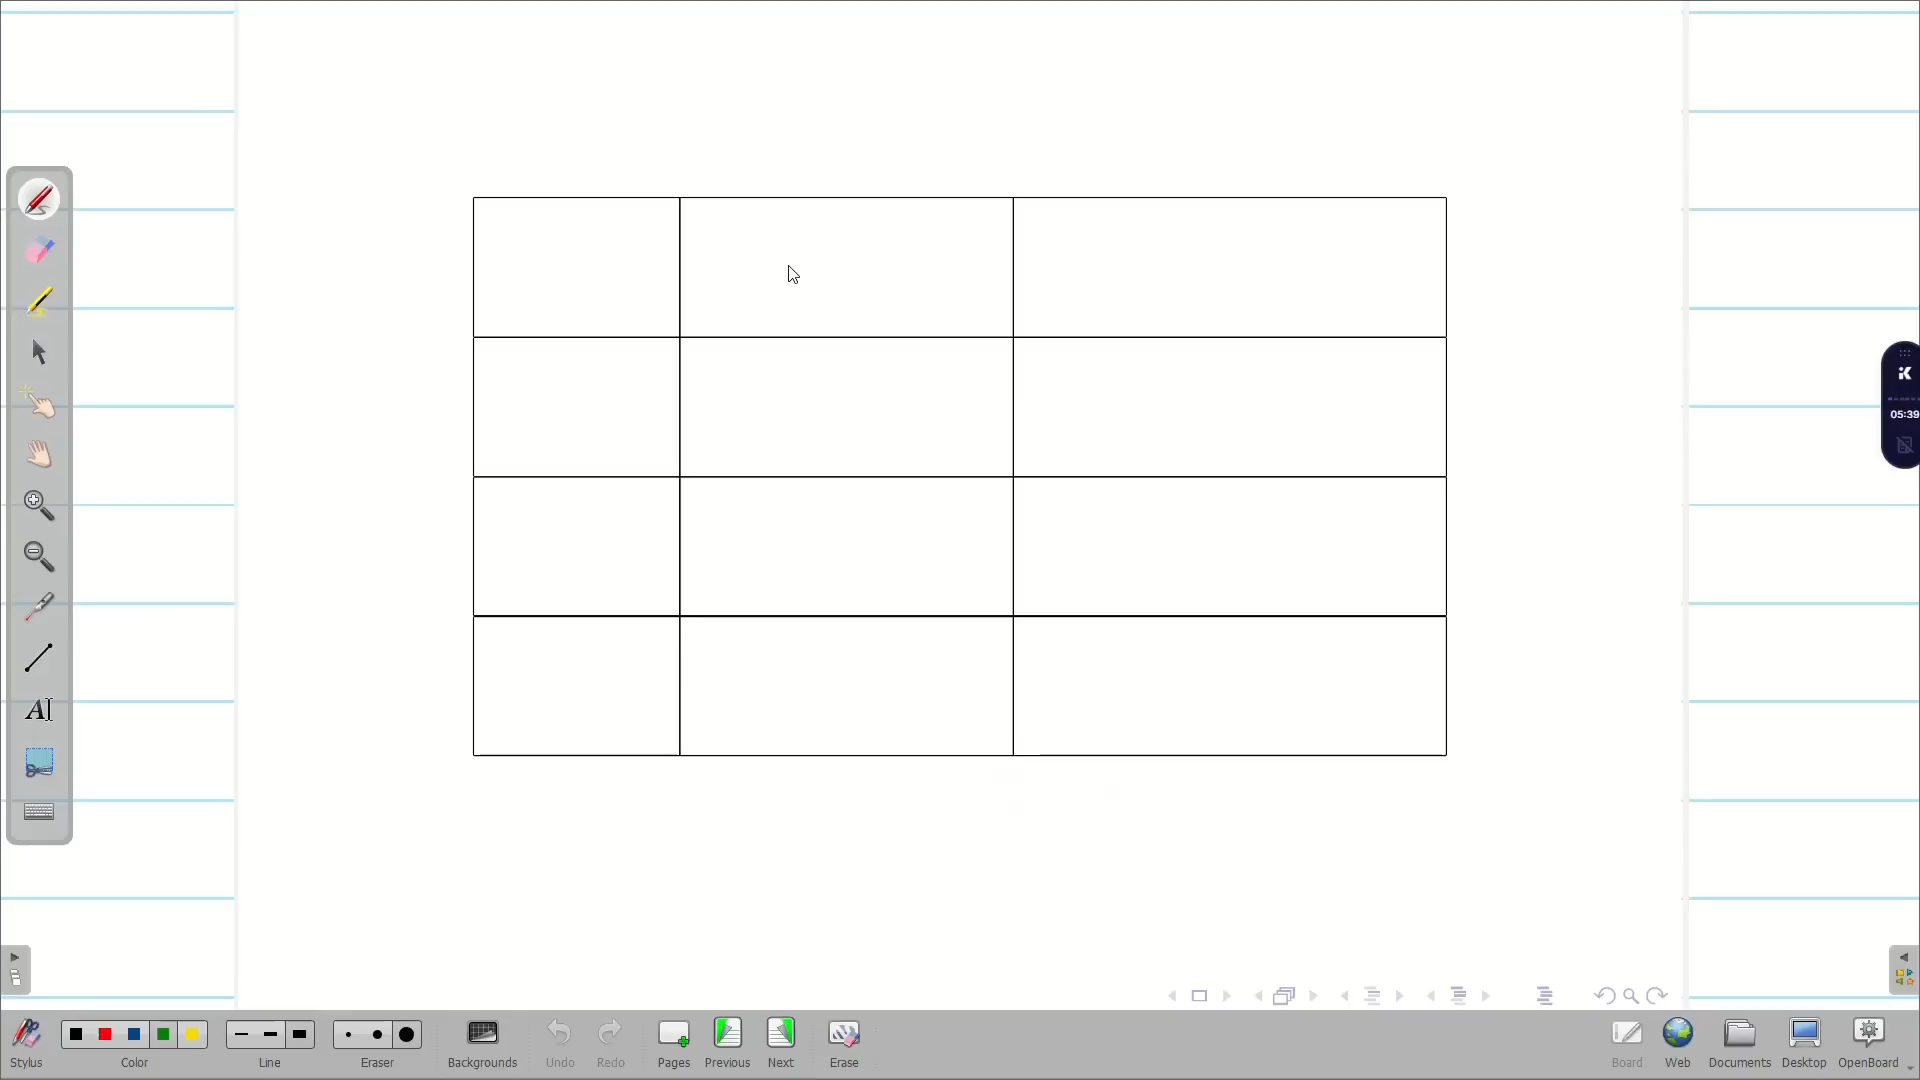 05:39
A
Stylus
Color
Line
Eraser
Backgrounds
Undo
Redo
Pages
Previous
Next
Erase
Board
Web
Documents
Desktop
OpenBoard